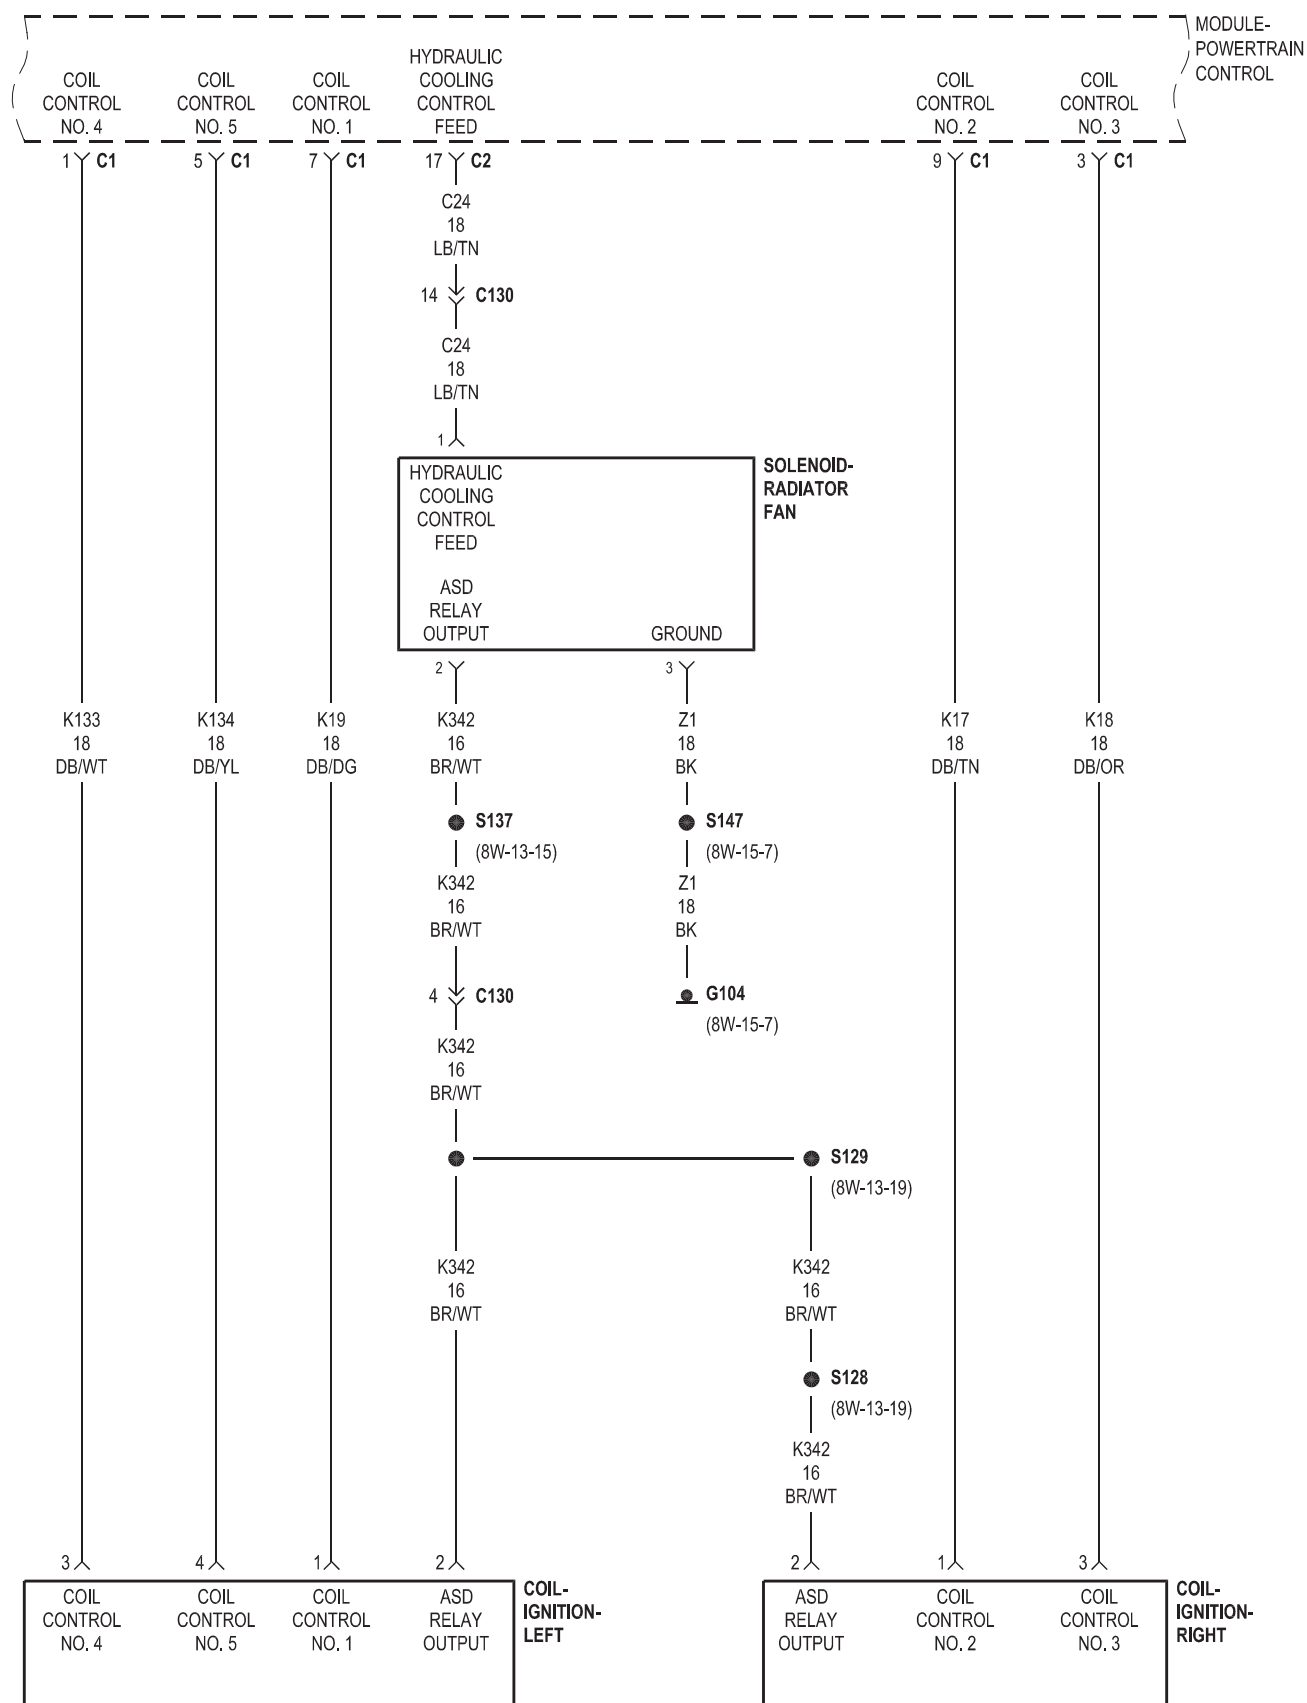 MODULE-
POWERTRAIN
CONTROL
COIL
CONTROL
NO. 4
COIL
CONTROL
NO. 5
COIL
CONTROL
NO. 1
HYDRAULIC
COOLING
CONTROL
FEED
COIL
CONTROL
NO. 2
COIL
CONTROL
NO. 3
1 C1
5 C1
7 C1
17 C2
9 C1
3 C1
C24
18
LB/TN
14 C130
C24
18
LB/TN
1
HYDRAULIC
COOLING
CONTROL
FEED
ASD
RELAY
OUTPUT
GROUND
SOLENOID-
RADIATOR
FAN
2
3
K133
18
DB/WT
K134
18
DB/YL
K19
18
DB/DG
K342
16
BR/WT
Z1
18
BK
K17
18
DB/TN
K18
18
DB/OR
S137
(8W-13-15)
S147
(8W-15-7)
K342
16
BR/WT
Z1
18
BK
4 C130
G104
(8W-15-7)
K342
16
BR/WT
S129
(8W-13-19)
K342
16
BR/WT
K342
16
BR/WT
S128
(8W-13-19)
K342
16
BR/WT
3
4
1
2
2
1
3
COIL
CONTROL
NO. 4
COIL
CONTROL
NO. 5
COIL
CONTROL
NO. 1
ASD
RELAY
OUTPUT
COIL-
IGNITION-
LEFT
ASD
RELAY
OUTPUT
COIL
CONTROL
NO. 2
COIL
CONTROL
NO. 3
COIL-
IGNITION-
RIGHT